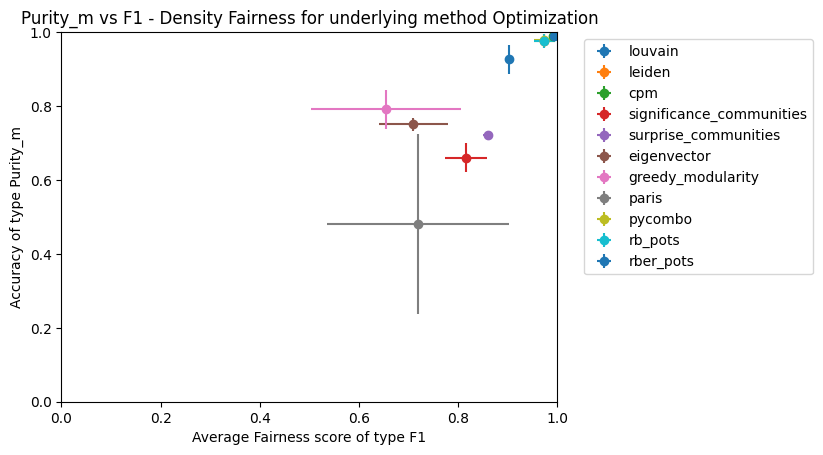 Purity_m vs F1 - Density Fairness for underlying method Optimization
1.0
0.8
0.6
0.4
0.2
0.0
Accuracy of type Purity_m
0.0 0.2 0.4 0.6 0.8 1.0
Average Fairness score of type F1
louvain
leiden
cpm
significance_communities
surprise_communities
eigenvector
greedy_modularity
paris
pycombo
rb_pots
rber_pots